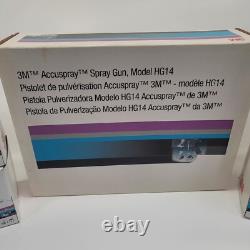 3M™ Accuspray™ Spray Gun, Model HG14
Pistolet de pulvérisation Accuspray™ 3M™ - modèle HG14
Pistola Pulverizadora Modelo HG14 Accuspray™ de 3M™
Pistola de Pulverização Modelo HG14 Accuspray™ da 3M™